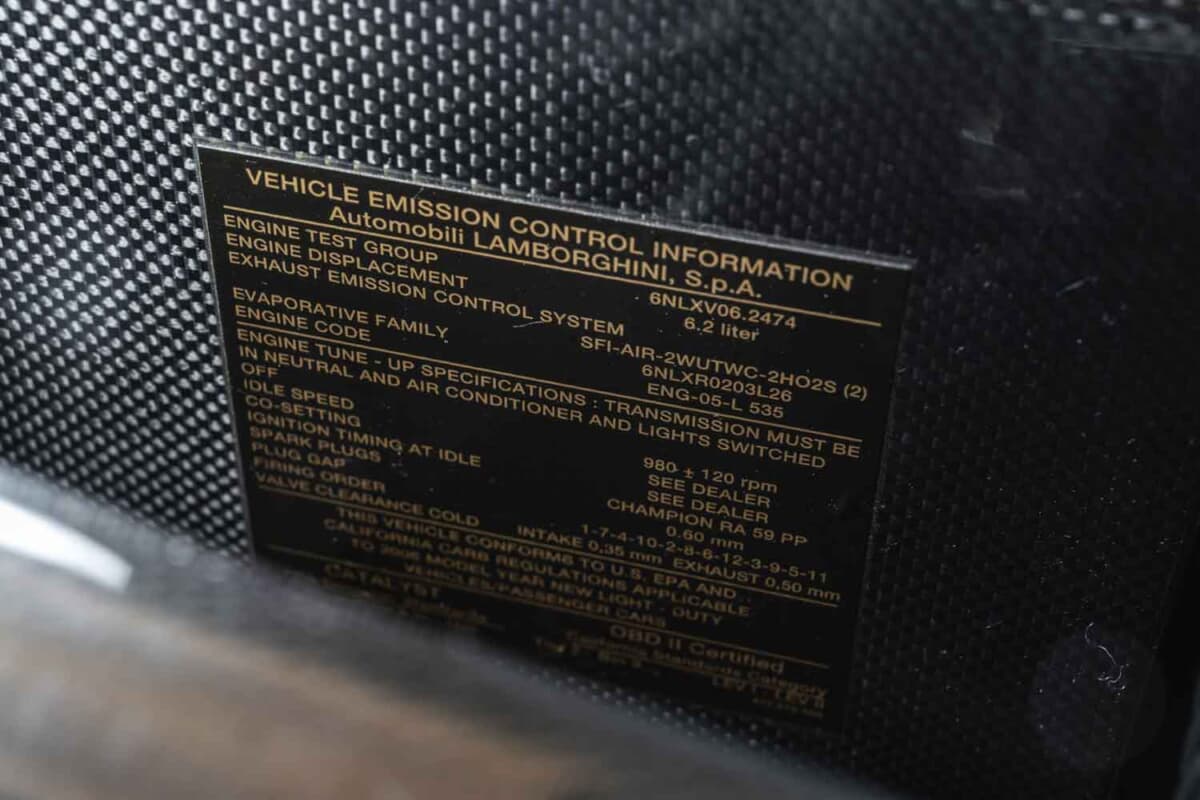 VEHICLE EMISSION CONTROL INFORMATION
Automobili LAMBORGHINI, S.p.A.
ENGINE TEST GROUP 6NLXV06.2474
ENGINE DISPLACEMENT 6.2 liter
EXHAUST EMISSION CONTROL SYSTEM SFI-AIR-2WUTWC-2HO2S (2)
EVAPORATIVE FAMILY 6NLXR0203L26
ENGINE CODE ENG-05-L 535
ENGINE TUNE - UP SPECIFICATIONS : TRANSMISSION MUST BE
IN NEUTRAL AND AIR CONDITIONER AND LIGHTS SWITCHED
OFF
IDLE SPEED 980 ± 120 rpm
CO-SETTING SEE DEALER
IGNITION TIMING AT IDLE SEE DEALER
SPARK PLUGS CHAMPION RA 59 PP
PLUG GAP 0.60 mm
FIRING ORDER 1-7-4-10-2-8-6-12-3-9-5-11
VALVE CLEARANCE COLD INTAKE 0,35 mm EXHAUST 0.50 mm
THIS VEHICLE CONFORMS TO U.S. EPA AND
CALIFORNIA CARB REGULATIONS APPLICABLE
TO 2006 MODEL YEAR NEW LIGHT - DUTY
VEHICLES: PASSENGER CARS
CATALYST OBD II Certified
California Standards Category